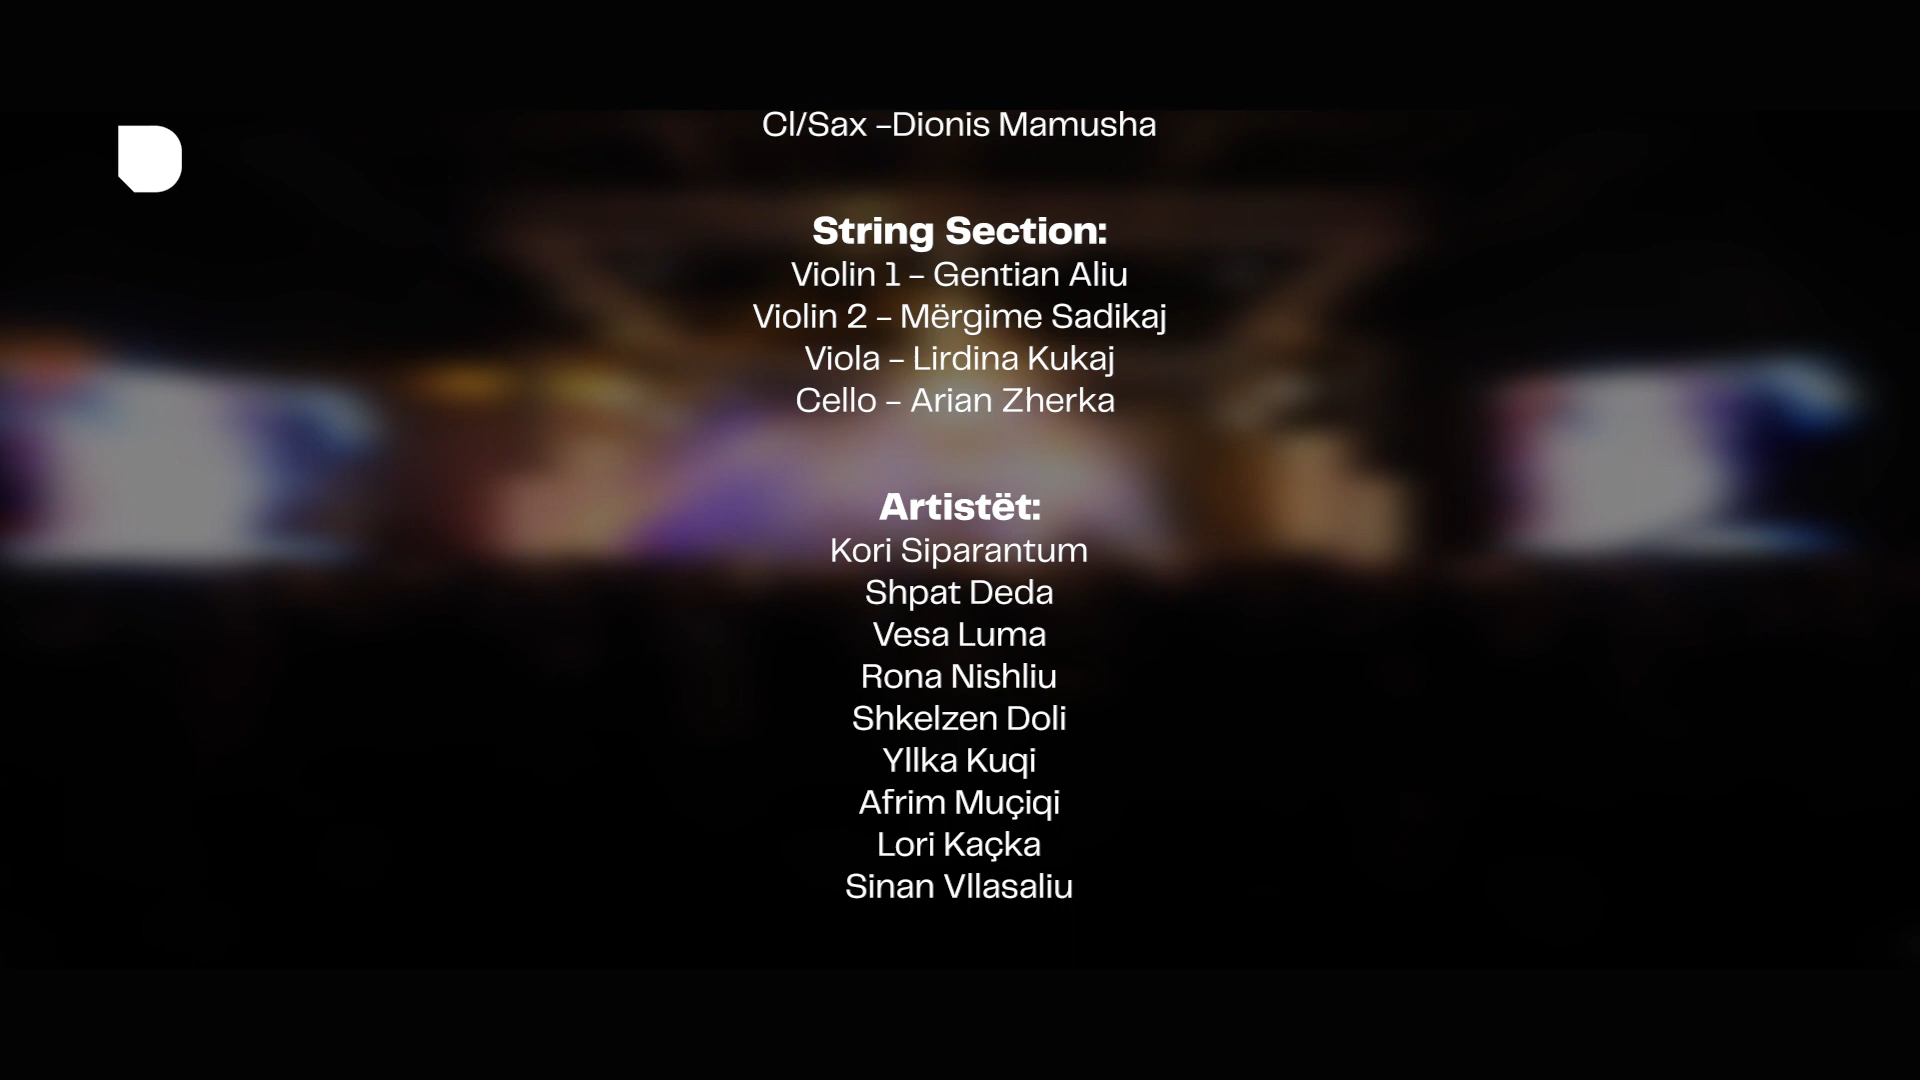 Cl/Sax –Dionis Mamusha
String Section:
Violin 1 – Gentian Aliu
Violin 2 – Mërgime Sadikaj
Viola – Lirdina Kukaj
Cello – Arian Zherka
Artistët:
Kori Siparantum
Shpat Deda
Vesa Luma
Rona Nishliu
Shkelzen Doli
Yllka Kuqi
Afrim Muçiqi
Lori Kaçka
Sinan Vllasaliu